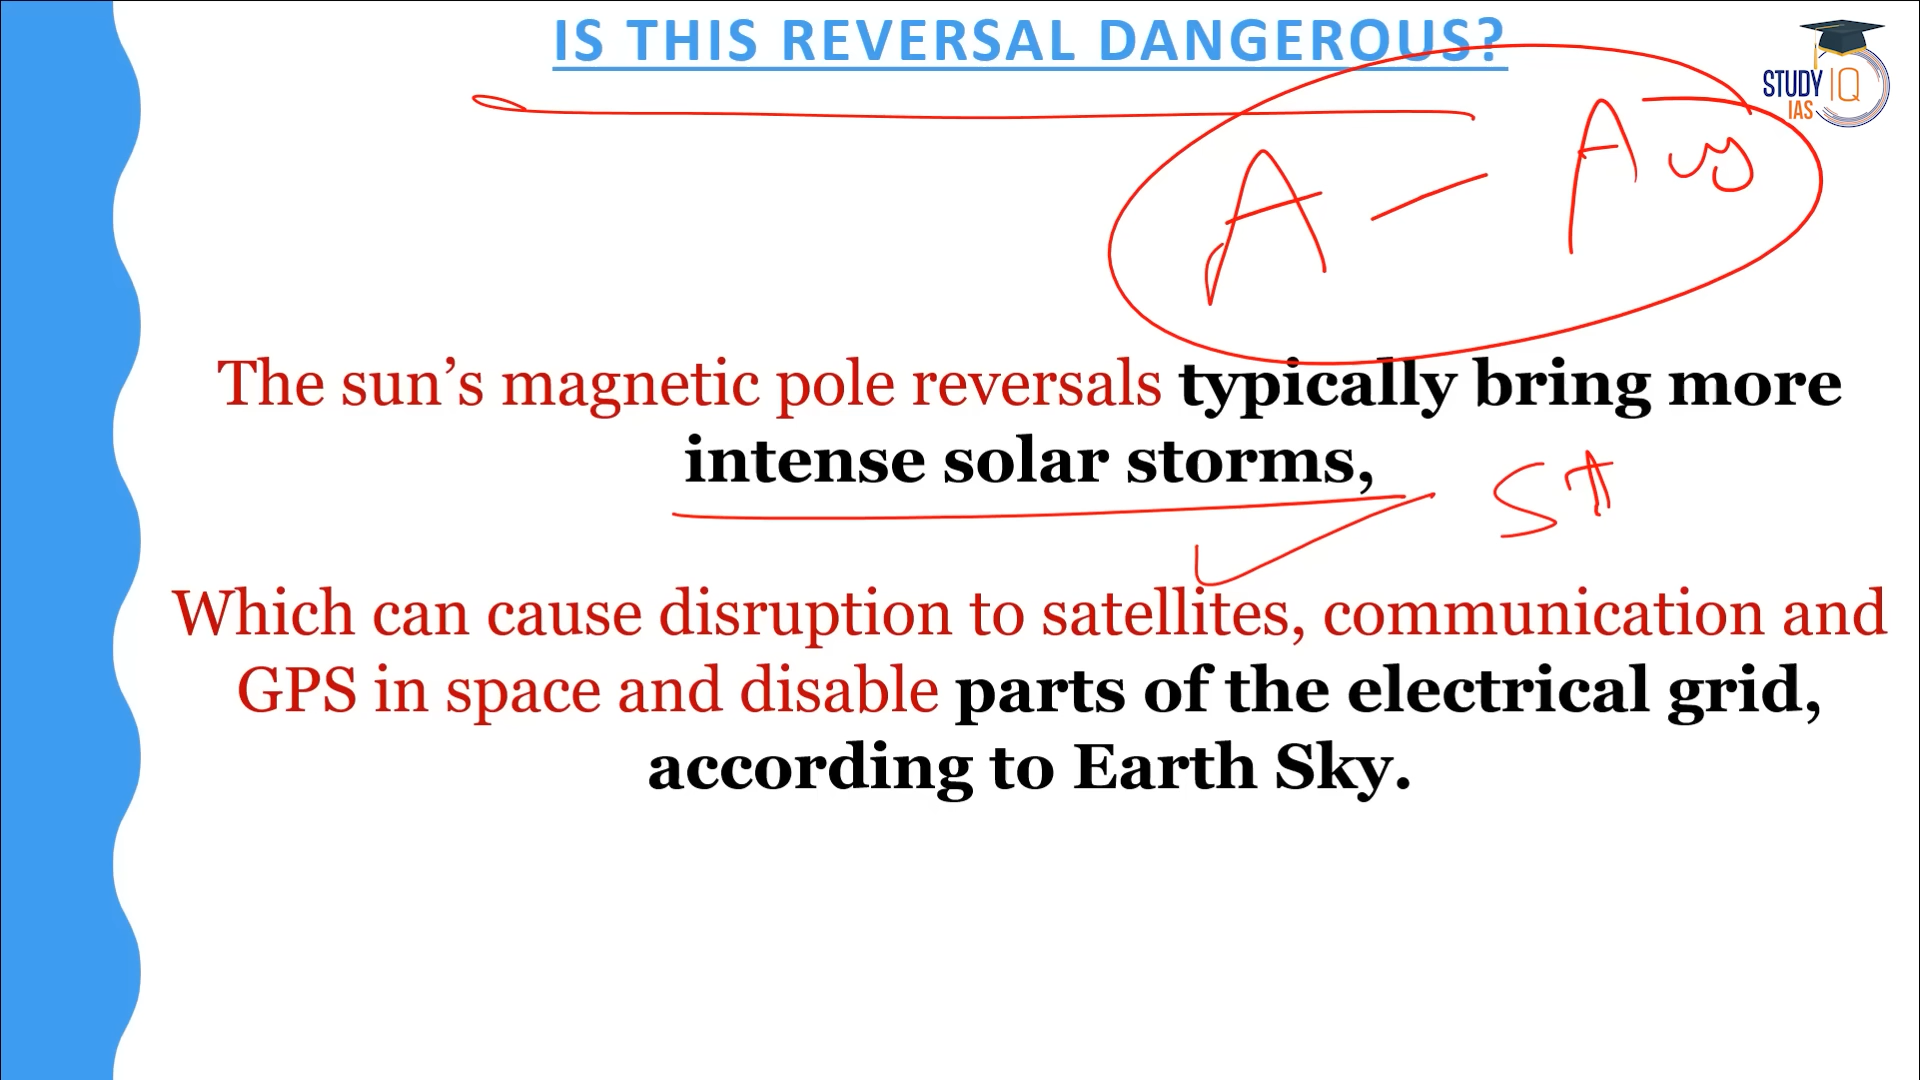 IS THIS REVERSAL DANGEROUS?
STUDY IQ
IAS
A - Aug
The sun’s magnetic pole reversals typically bring more
intense solar storms,
Which can cause disruption to satellites, communication and
GPS in space and disable parts of the electrical grid,
according to Earth Sky.